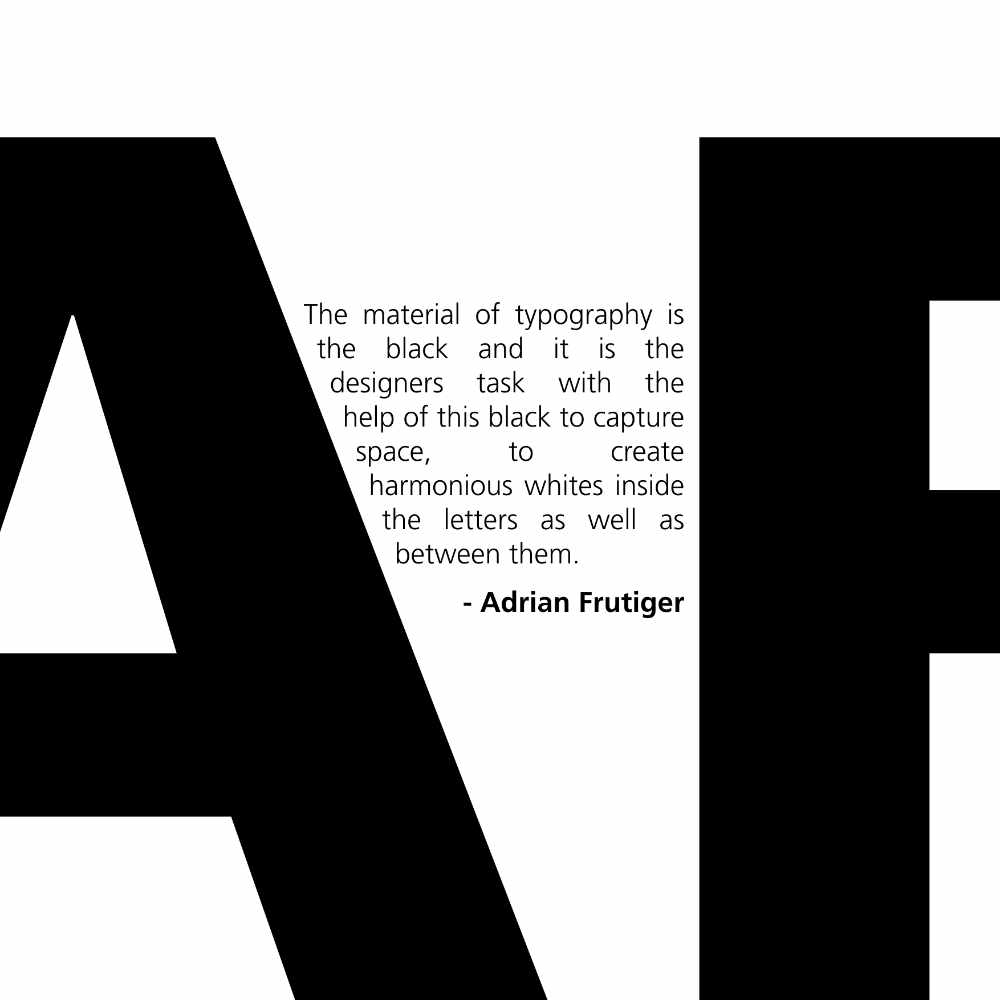 AF
The material of typography is
the black and it is the
designers task with the
help of this black to capture
space, to create
harmonious whites inside
the letters as well as
between them.
- Adrian Frutiger